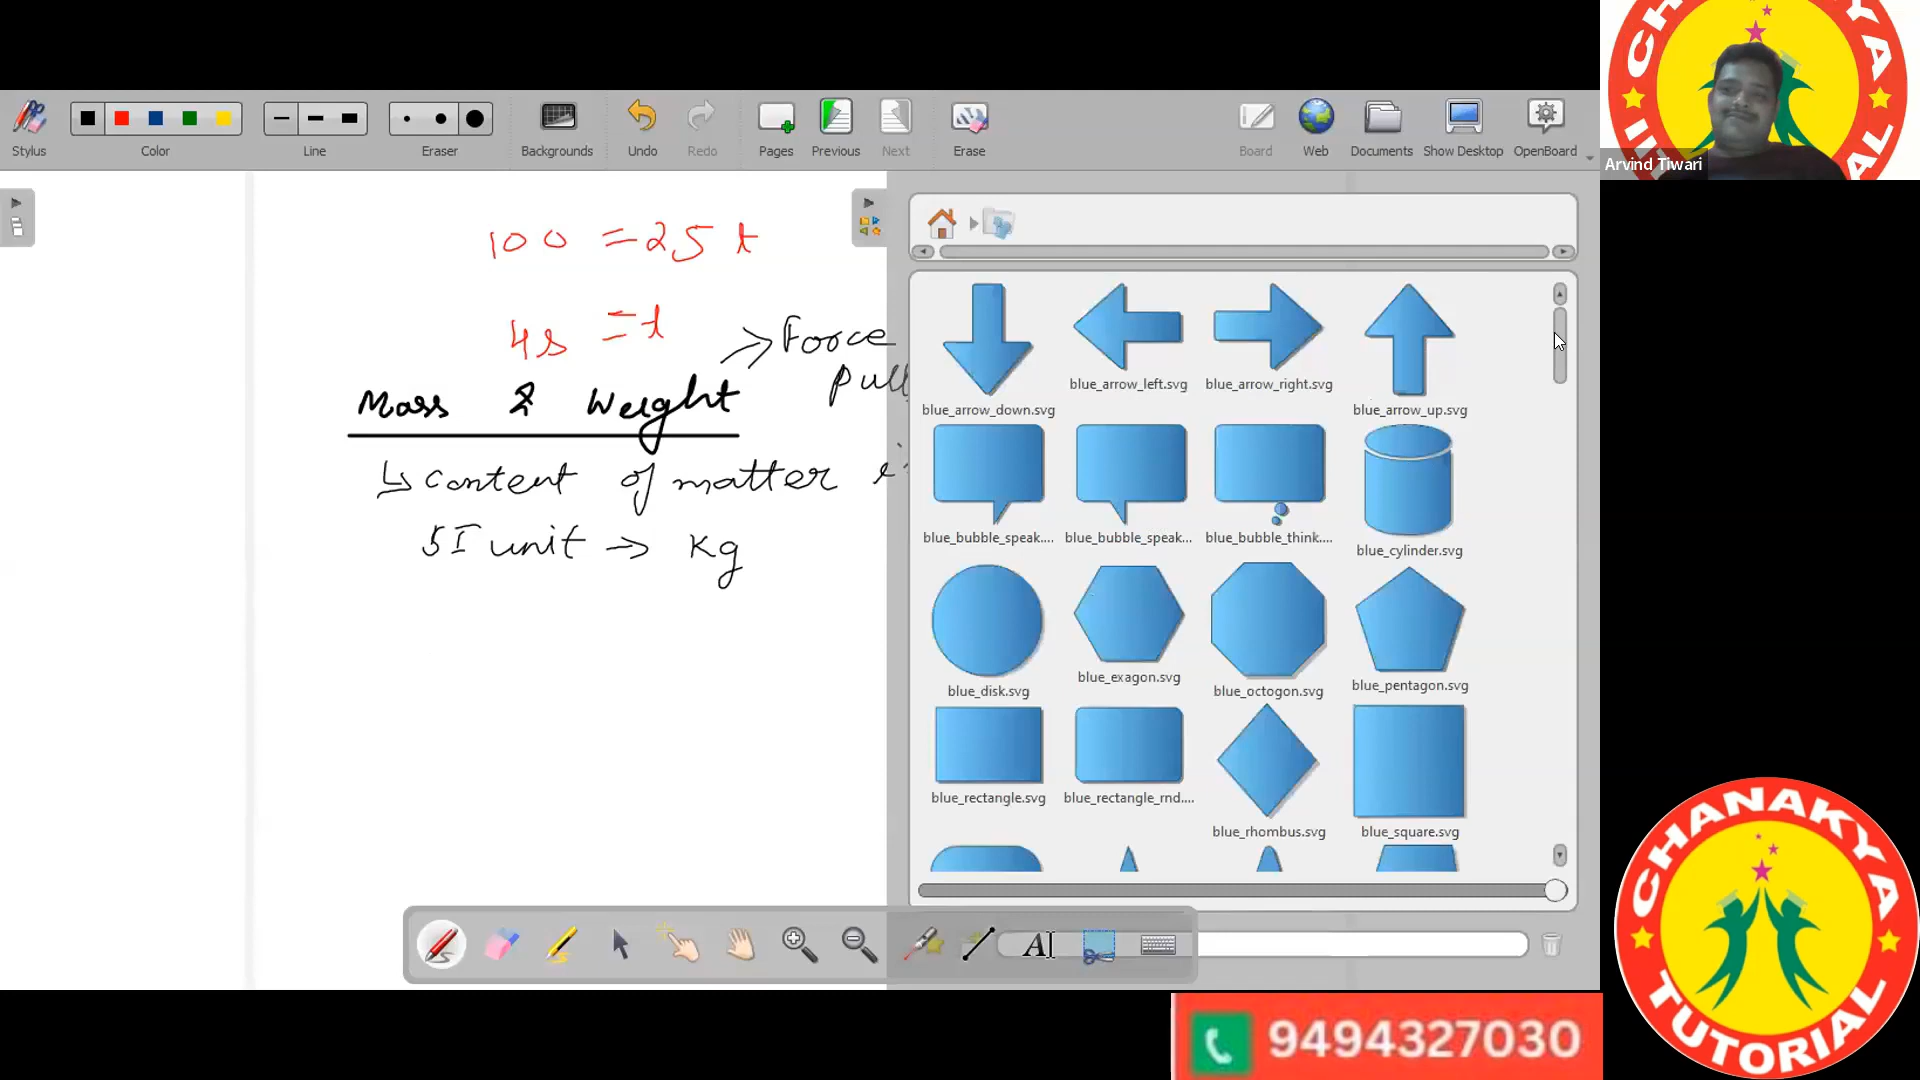 Stylus
Color
Line
Eraser
Backgrounds
Undo
Redo
Pages
Previous
Next
Erase
Board
Web
Documents
Show Desktop
OpenBoard
Arvind Tiwari
100 = 25 t
4s = t
Force
pull
Mass & Weight
↳ content of matter
SI unit → Kg
blue_arrow_down.svg
blue_arrow_left.svg
blue_arrow_right.svg
blue_arrow_up.svg
blue_bubble_speak....
blue_bubble_speak...
blue_bubble_think....
blue_cylinder.svg
blue_disk.svg
blue_exagon.svg
blue_octogon.svg
blue_pentagon.svg
blue_rectangle.svg
blue_rectangle_rnd....
blue_rhombus.svg
blue_square.svg
CHANAKYA
TUTORIAL
9494327030